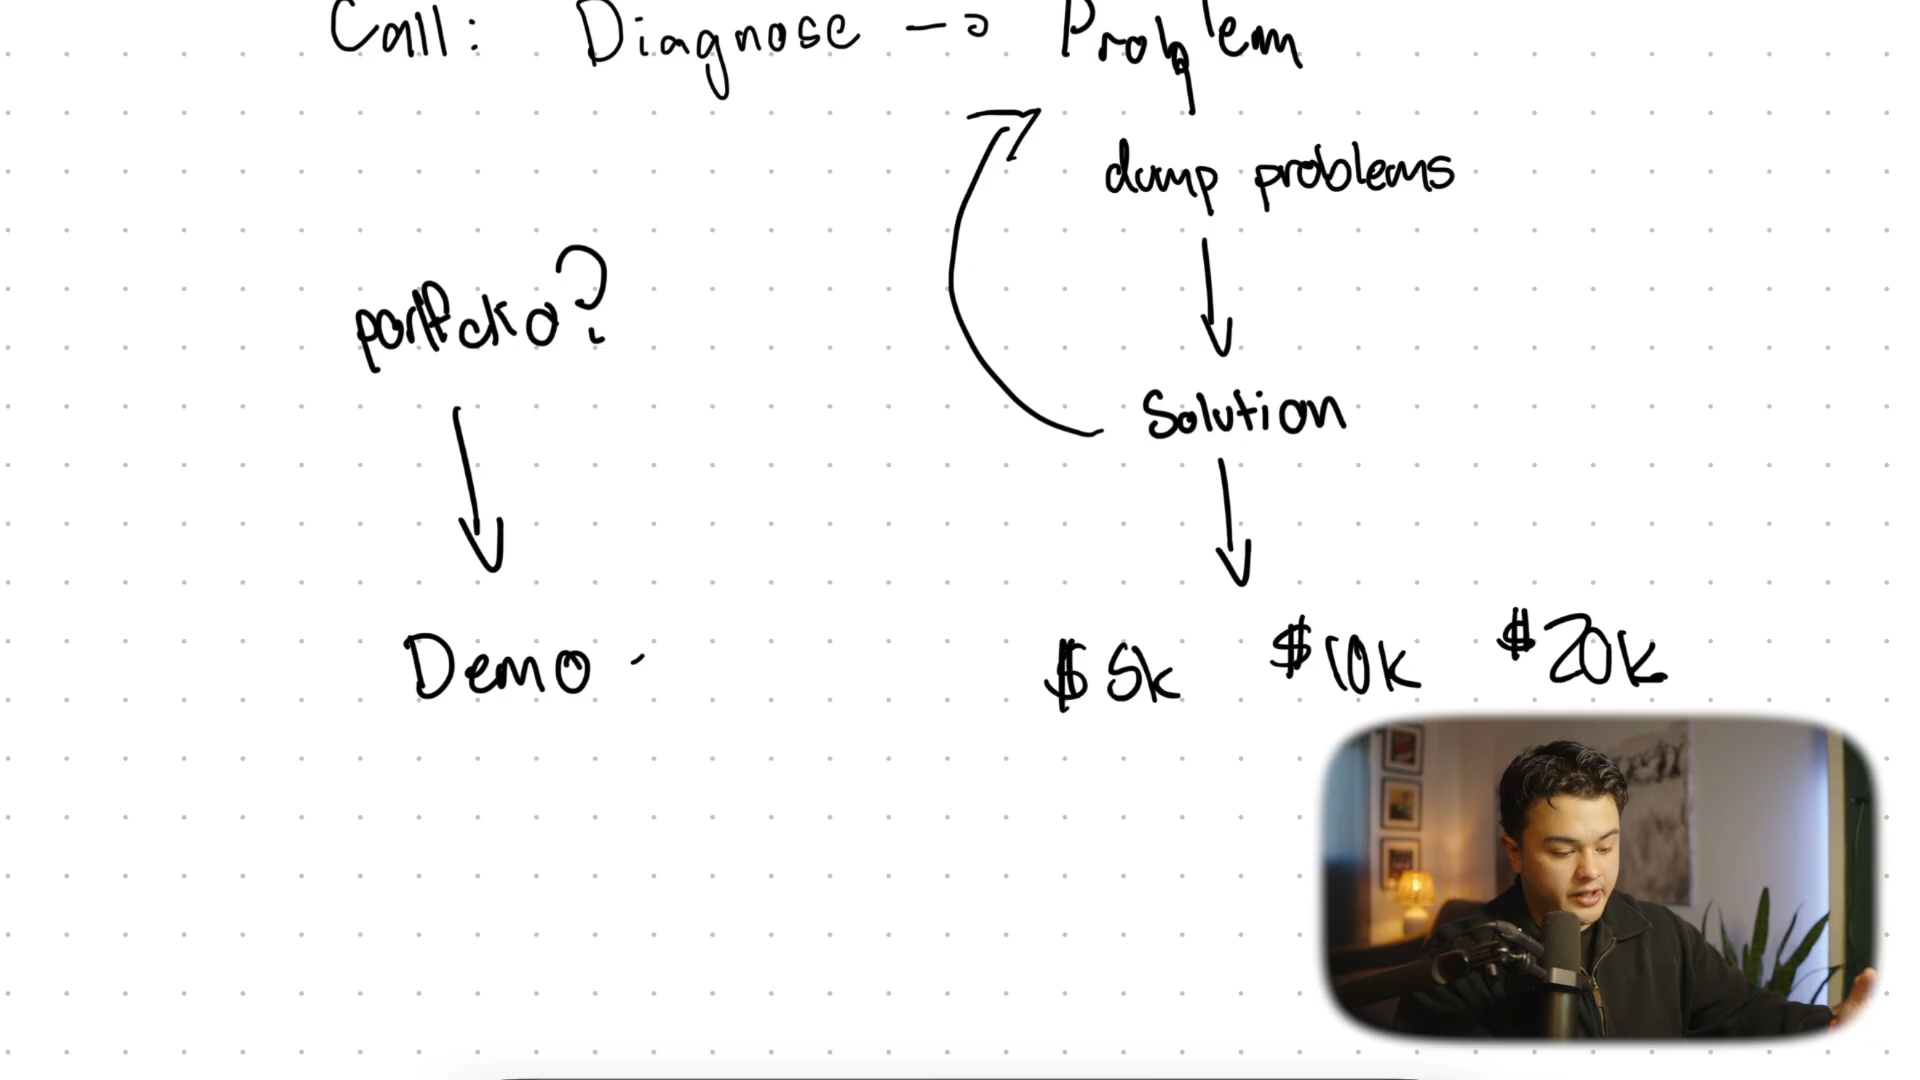 Call: Diagnose → Problem
dump problems
portfolio?
Solution
Demo -
$5k $10k $20k